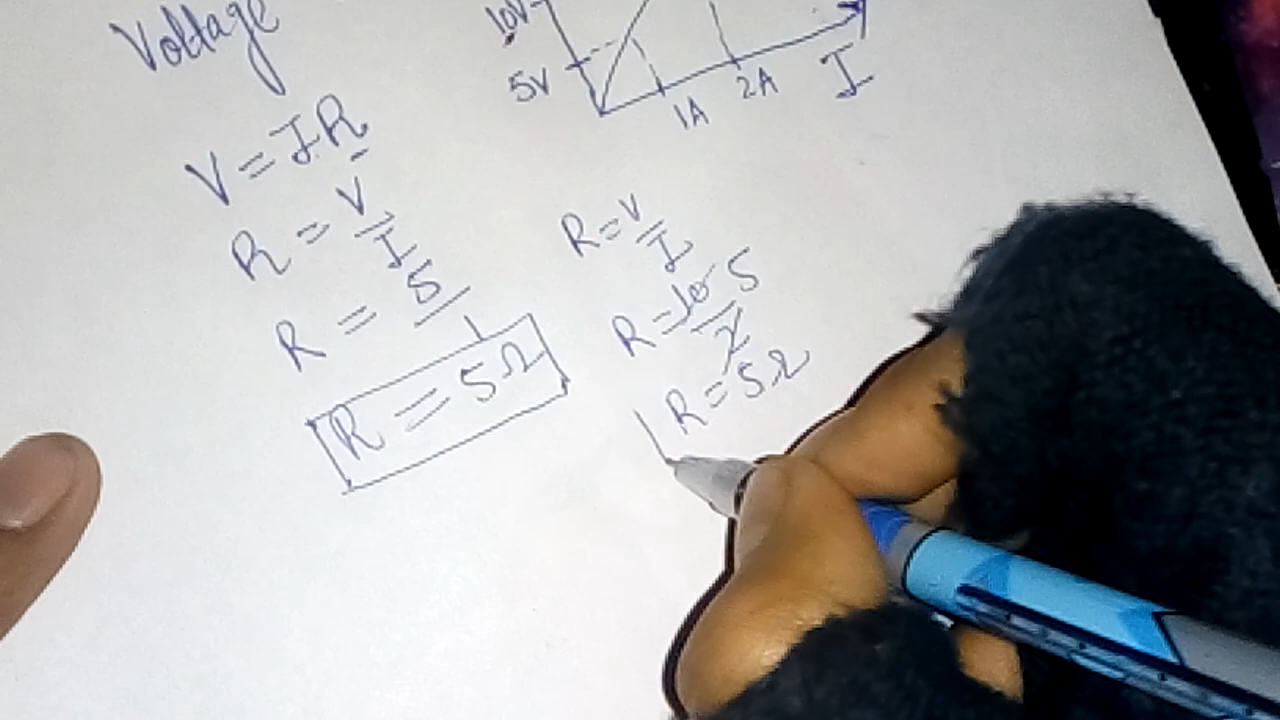 Voltage
10V
5V
1A
2A
I
V = IR
R = V/I
R = 5/1
R = 5Ω
R = V/I
R = 10/2 5
R = 5Ω